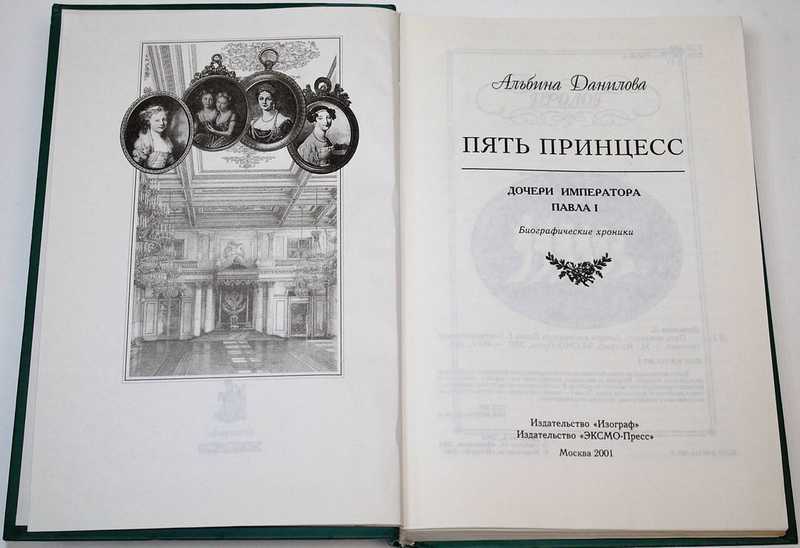 Альбина Данилова
ПЯТЬ ПРИНЦЕСС
ДОЧЕРИ ИМПЕРАТОРА
ПАВЛА I
Биографические хроники
Издательство «Изограф»
Издательство «ЭКСМО-Пресс»
Москва 2001